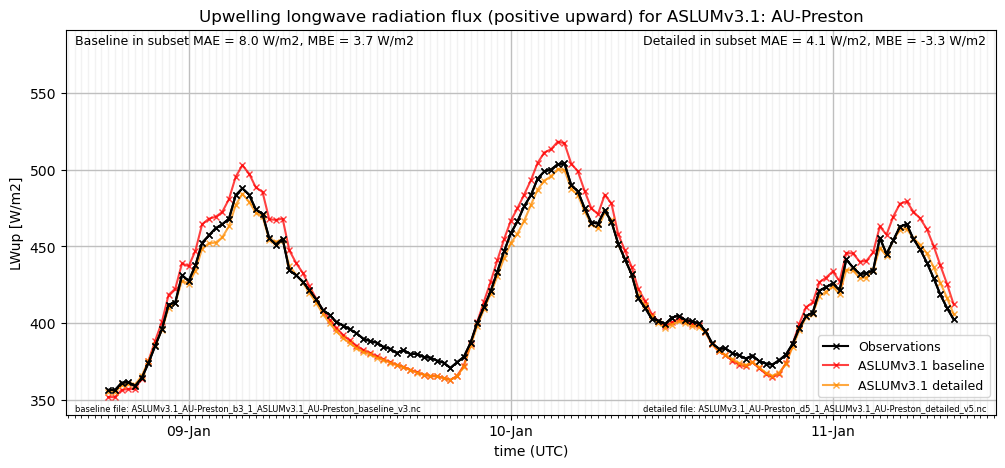 Upwelling longwave radiation flux (positive upward) for ASLUMv3.1: AU-Preston
Baseline in subset MAE = 8.0 W/m2, MBE = 3.7 W/m2
Detailed in subset MAE = 4.1 W/m2, MBE = -3.3 W/m2
LWup [W/m2]
550
500
450
400
350
Observations
ASLUMv3.1 baseline
ASLUMv3.1 detailed
baseline file: ASLUMv3.1_AU-Preston_b3_1_ASLUMv3.1_AU-Preston_baseline_v3.nc
detailed file: ASLUMv3.1_AU-Preston_d5_1_ASLUMv3.1_AU-Preston_detailed_v5.nc
09-Jan
10-Jan
11-Jan
time (UTC)